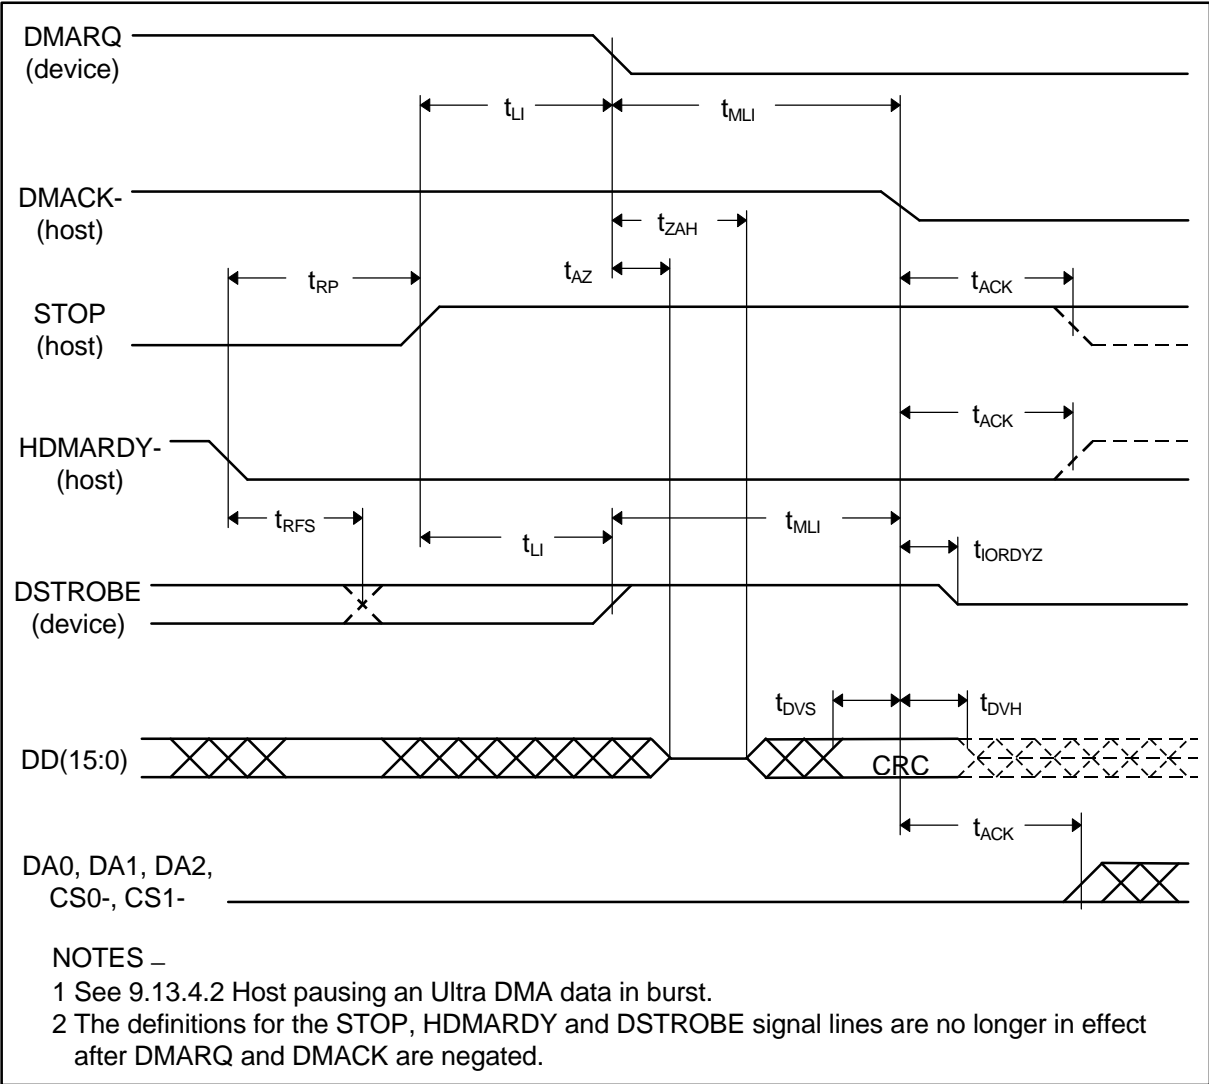 DMARQ
(device)
tLI
tMLI
DMACK-
(host)
tZAH
tAZ
tRP
tACK
STOP
(host)
tACK
HDMARDY-
(host)
tRFS
tLI
tMLI
tIORDYZ
DSTROBE
(device)
tDVS
tDVH
DD(15:0)
CRC
tACK
DA0, DA1, DA2,
CS0-, CS1-
NOTES –
1 See 9.13.4.2 Host pausing an Ultra DMA data in burst.
2 The definitions for the STOP, HDMARDY and DSTROBE signal lines are no longer in effect
after DMARQ and DMACK are negated.